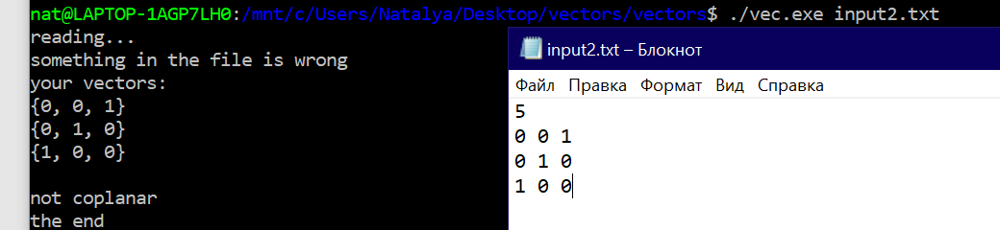 nat@LAPTOP-1AGP7LH0:/mnt/c/Users/Natalya/Desktop/vectors/vectors$ ./vec.exe input2.txt
reading...
something in the file is wrong
your vectors:
{0, 0, 1}
{0, 1, 0}
{1, 0, 0}
not coplanar
the end
input2.txt – Блокнот
Файл Правка Формат Вид Справка
5
0 0 1
0 1 0
1 0 0